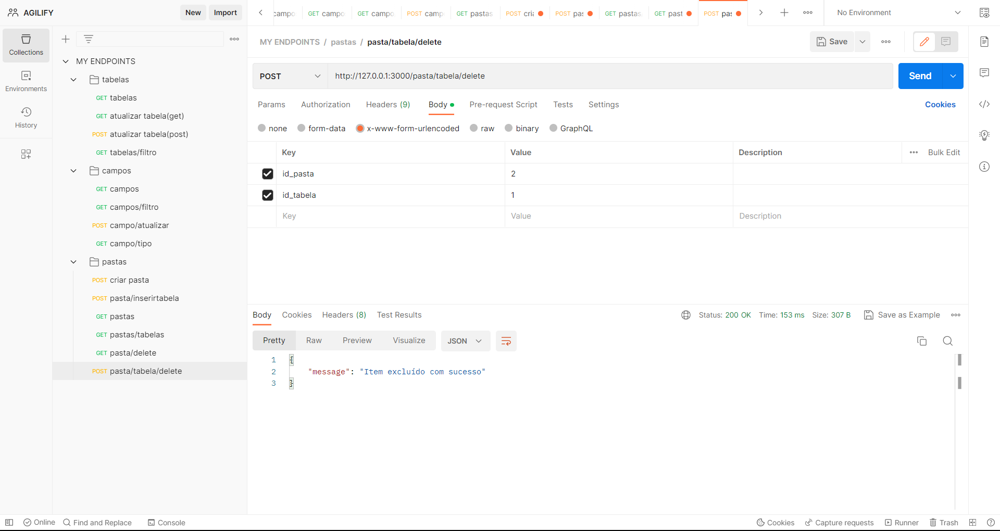 AGILIFY
New
Import
campo
GET campo
GET campo
POST camp
GET pastas
POST cria
POST pas
GET pastas
GET past
POST pas
No Environment
Collections
Environments
History
MY ENDPOINTS
tabelas
GET tabelas
GET atualizar tabela(get)
POST atualizar tabela(post)
GET tabelas/filtro
campos
GET campos
GET campos/filtro
POST campo/atualizar
GET campo/tipo
pastas
POST criar pasta
POST pasta/inserirtabela
GET pastas
GET pastas/tabelas
GET pasta/delete
POST pasta/tabela/delete
MY ENDPOINTS / pastas / pasta/tabela/delete
Save
POST
http://127.0.0.1:3000/pasta/tabela/delete
Send
Params Authorization Headers (9) Body Pre-request Script Tests Settings
Cookies
none form-data x-www-form-urlencoded raw binary GraphQL
Key Value Description Bulk Edit
id_pasta 2
id_tabela 1
Key Value Description
Body Cookies Headers (8) Test Results
Status: 200 OK Time: 153 ms Size: 307 B Save as Example
Pretty Raw Preview Visualize JSON
1 {
2 "message": "Item excluído com sucesso"
3 }
Online Find and Replace Console
Cookies Capture requests Runner Trash